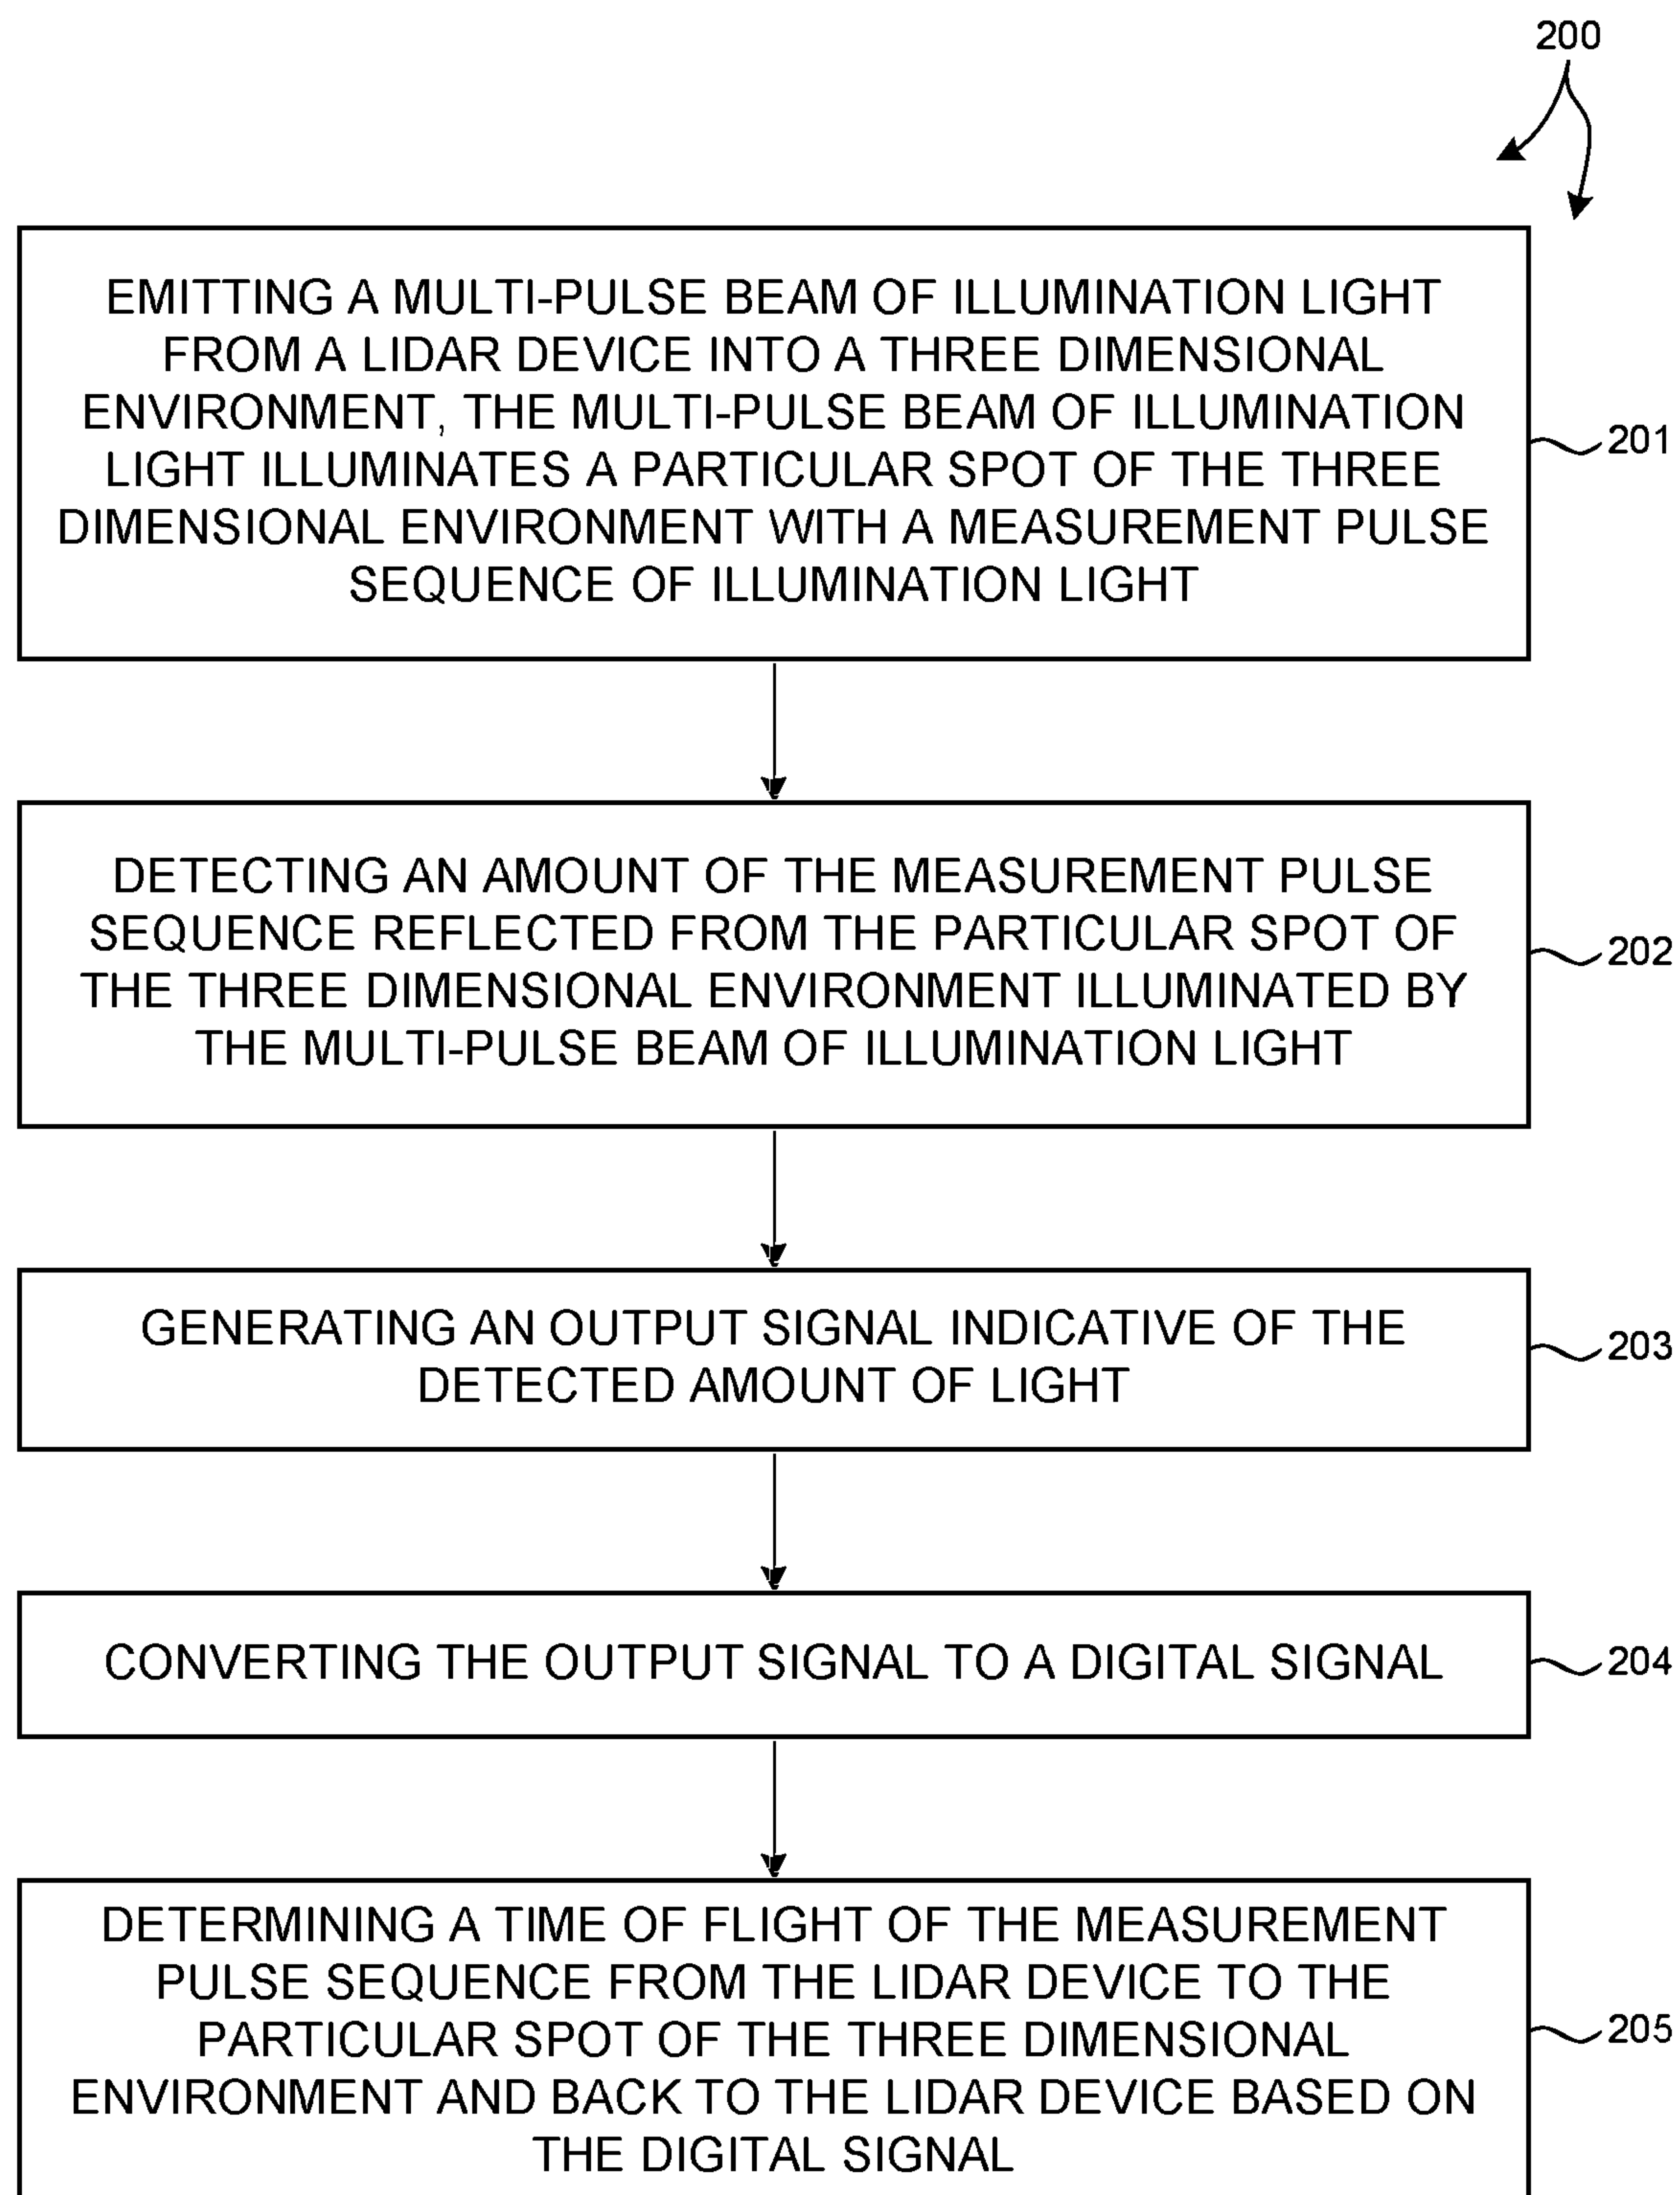 200
EMITTING A MULTI-PULSE BEAM OF ILLUMINATION LIGHT
FROM A LIDAR DEVICE INTO A THREE DIMENSIONAL
ENVIRONMENT, THE MULTI-PULSE BEAM OF ILLUMINATION
LIGHT ILLUMINATES A PARTICULAR SPOT OF THE THREE
DIMENSIONAL ENVIRONMENT WITH A MEASUREMENT PULSE
SEQUENCE OF ILLUMINATION LIGHT
201
DETECTING AN AMOUNT OF THE MEASUREMENT PULSE
SEQUENCE REFLECTED FROM THE PARTICULAR SPOT OF
THE THREE DIMENSIONAL ENVIRONMENT ILLUMINATED BY
THE MULTI-PULSE BEAM OF ILLUMINATION LIGHT
202
GENERATING AN OUTPUT SIGNAL INDICATIVE OF THE
DETECTED AMOUNT OF LIGHT
203
CONVERTING THE OUTPUT SIGNAL TO A DIGITAL SIGNAL
204
DETERMINING A TIME OF FLIGHT OF THE MEASUREMENT
PULSE SEQUENCE FROM THE LIDAR DEVICE TO THE
PARTICULAR SPOT OF THE THREE DIMENSIONAL
ENVIRONMENT AND BACK TO THE LIDAR DEVICE BASED ON
THE DIGITAL SIGNAL
205